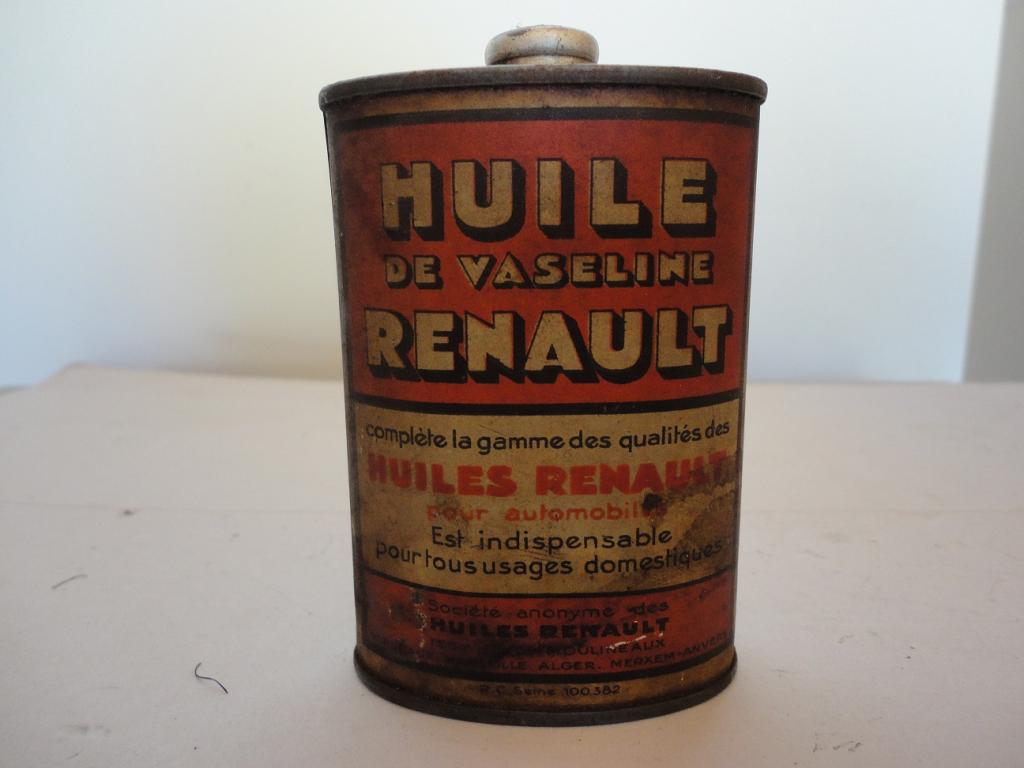 HUILE
DE VASELINE
RENAULT
complète la gamme des qualités des
HUILES RENAULT
pour automobiles
Est indispensable
pour tous usages domestiques
Société anonyme des
HUILES RENAULT
MOULINEAUX
ALGER. MERXEM-ANVERS
R.C. Seine 100.382